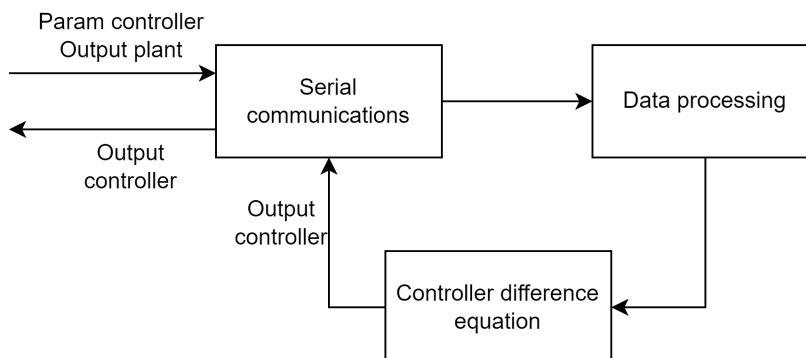 Param controller
Output plant
Serial
communications
Data processing
Output
controller
Output
controller
Controller difference
equation